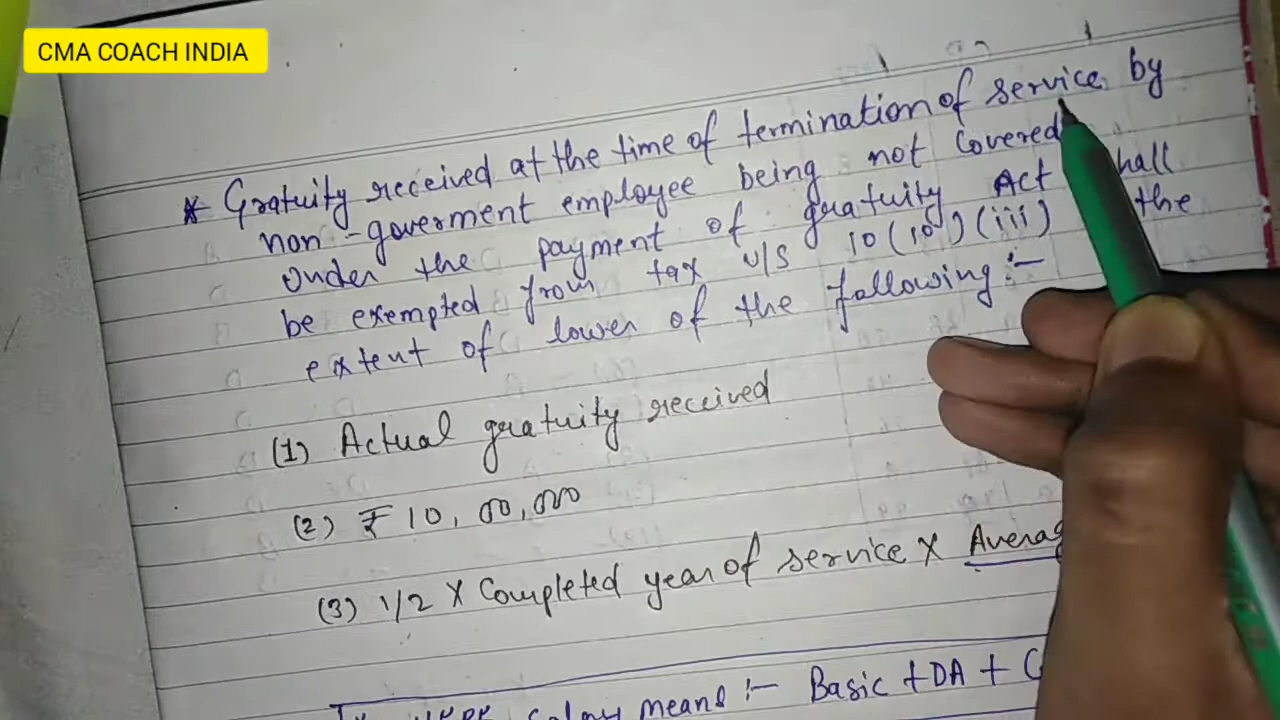 CMA COACH INDIA
* Gratuity received at the time of termination of service by
non-goverment employee being not covered
under the payment of gratuity Act hall
be exempted from tax u/s 10(10)(iii) the
extent of lower of the following:-
(1) Actual gratuity received
(2) ₹ 10,00,000
(3) 1/2 X Completed year of service X Averag
salary means :- Basic + DA +